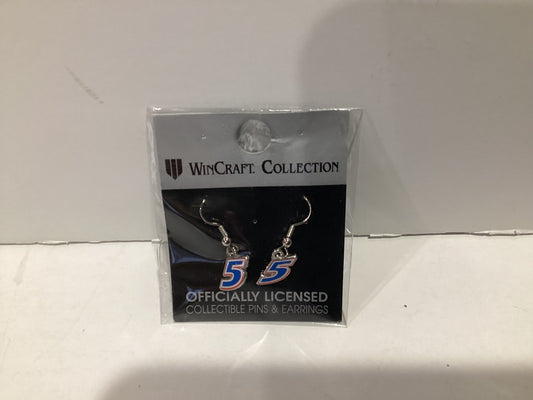 WINCRAFT. COLLECTION
5 5
OFFICIALLY LICENSED
COLLECTIBLE PINS & EARRINGS